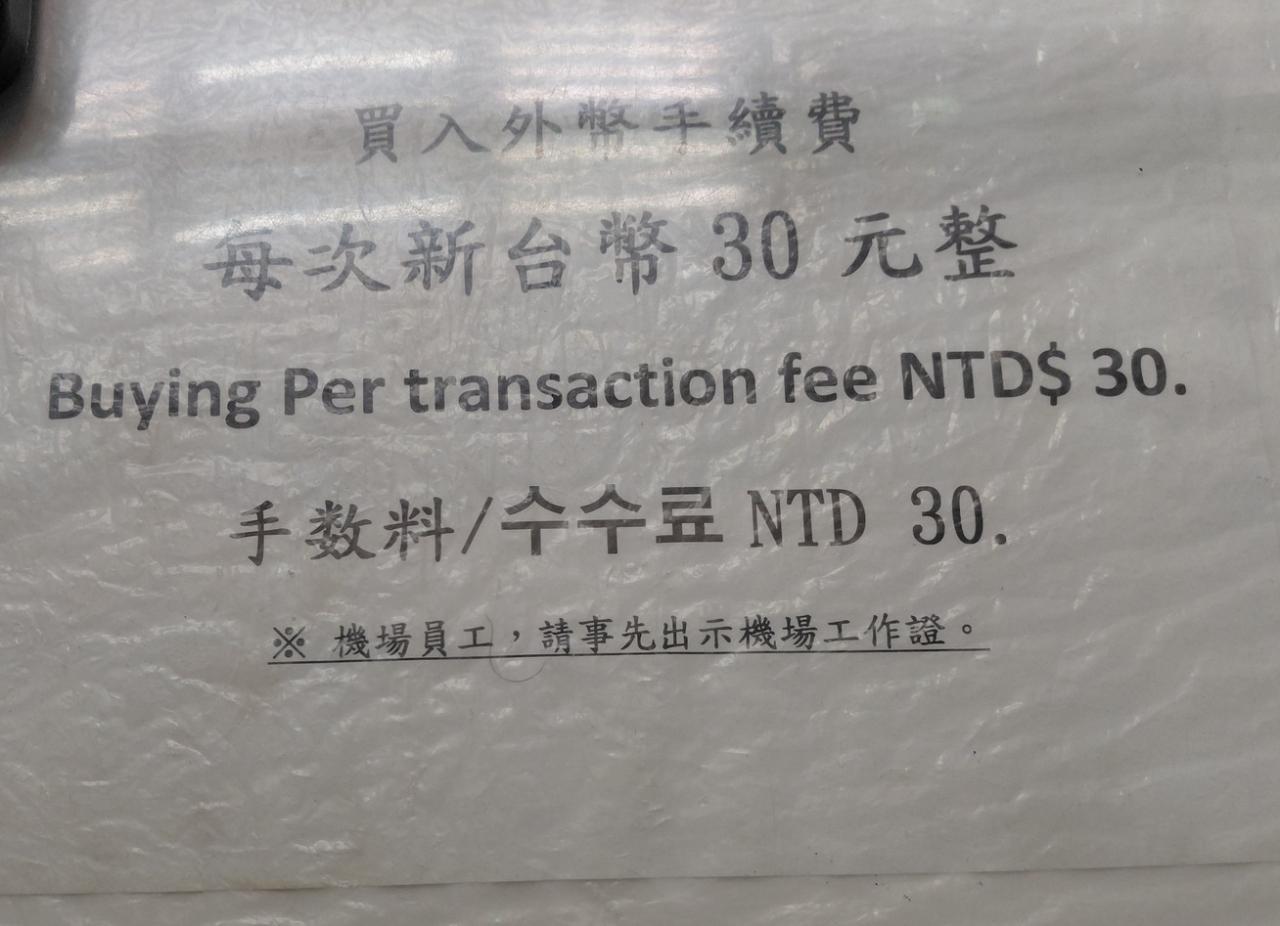 買入外幣手續費
每次新台幣 30 元整
Buying Per transaction fee NTD$ 30.
手数料/수수료 NTD 30.
※ 機場員工，請事先出示機場工作證。